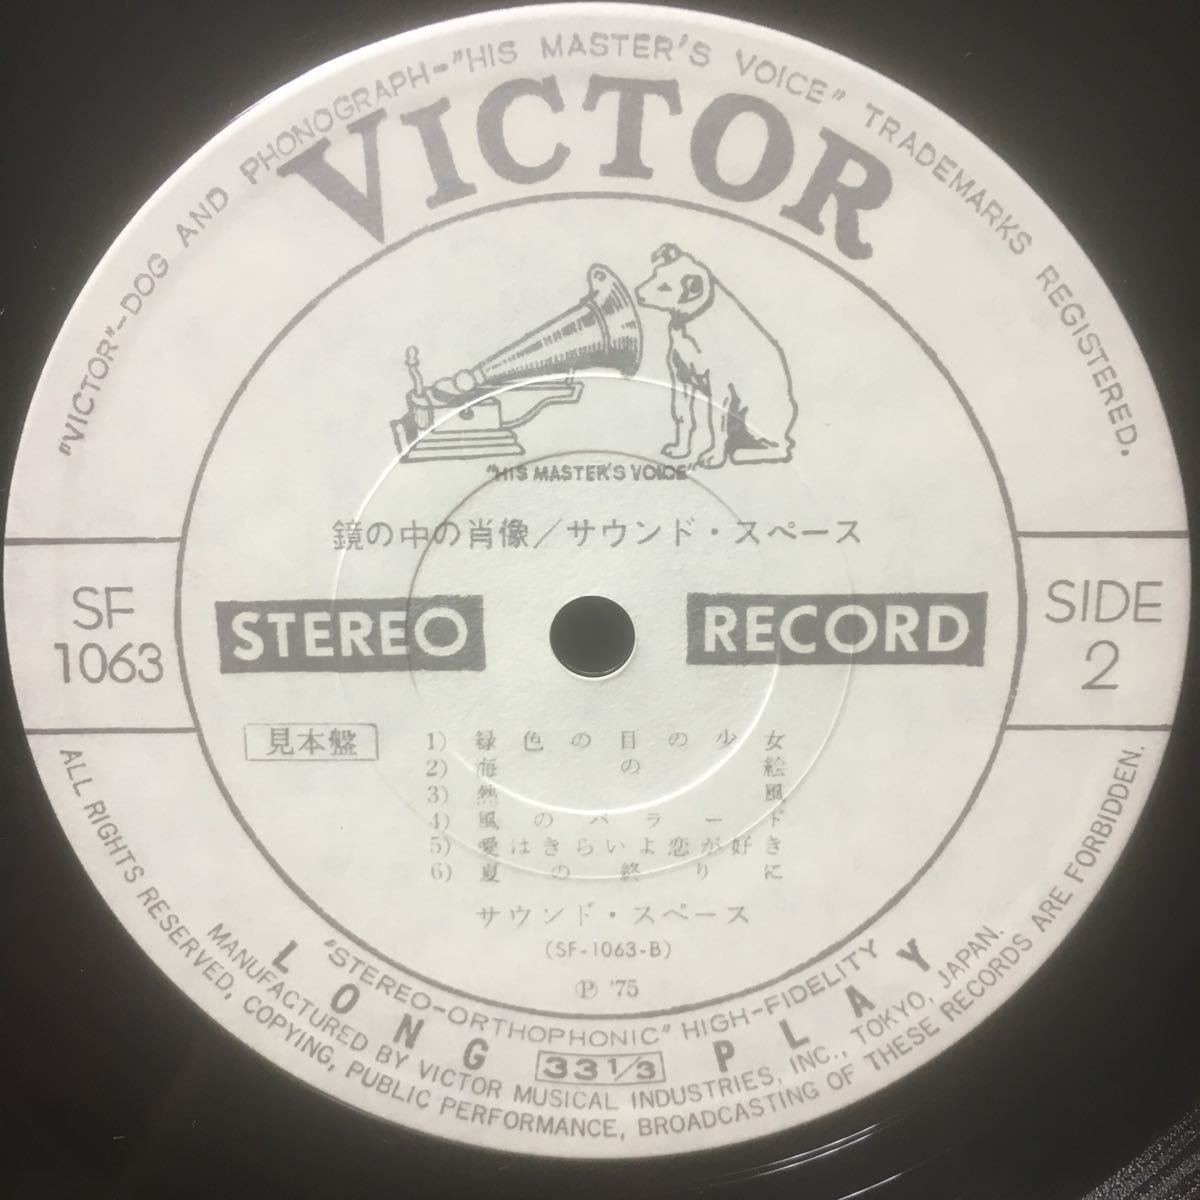 "VICTOR"-DOG AND PHONOGRAPH-"HIS MASTER'S VOICE" TRADEMARKS REGISTERED.
VICTOR
"HIS MASTER'S VOICE"
鏡の中の肖像/サウンド・スペース
SF
1063
STEREO RECORD
SIDE
2
見本盤
1) 緑色の目の少女
2) 海の絵
3) 熱風
4) 風のバラード
5) 愛はきらいよ恋が好き
6) 夏の終りに
サウンド・スペース
(SF-1063-B)
Ⓟ '75
"STEREO-ORTHOPHONIC" HIGH-FIDELITY
LONG 33 1/3 PLAY
MANUFACTURED BY VICTOR MUSICAL INDUSTRIES, INC., TOKYO, JAPAN.
ALL RIGHTS RESERVED, COPYING, PUBLIC PERFORMANCE, BROADCASTING OF THESE RECORDS ARE FORBIDDEN.